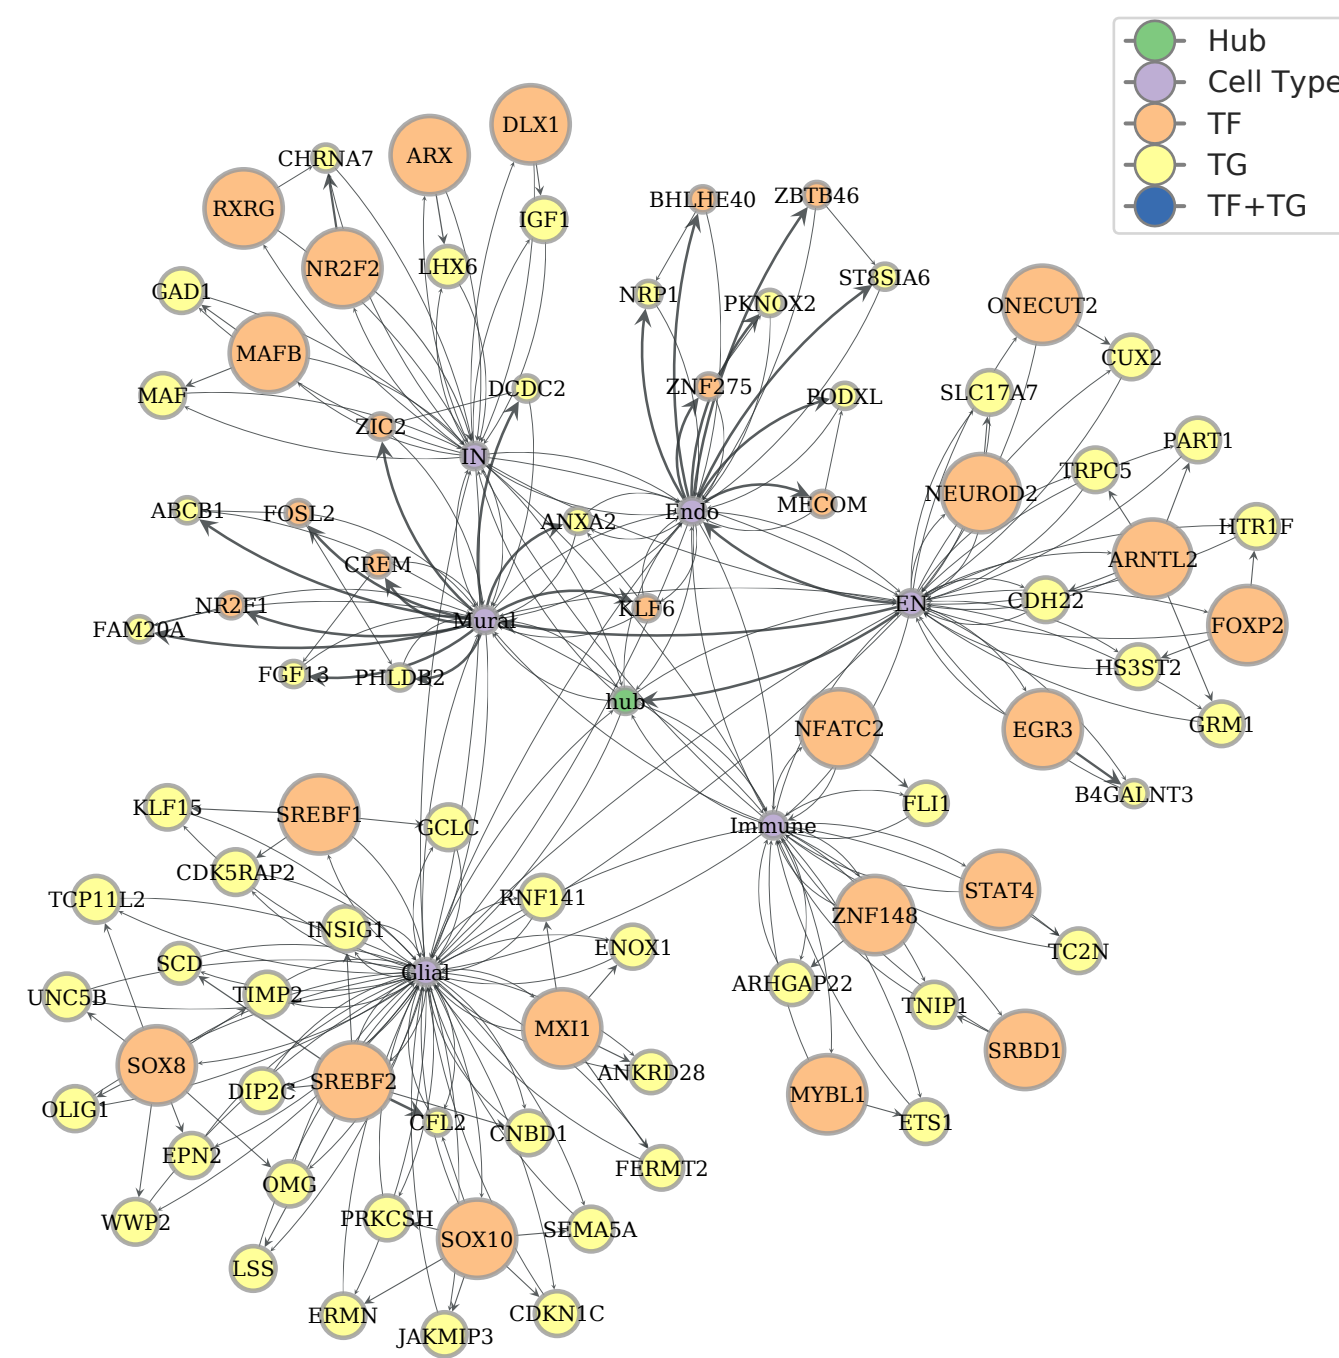 Hub
Cell Type
TF
TG
TF+TG
DLX1
ARX
CHRNA7
RXRG
IGF1
NR2F2
LHX6
GAD1
MAFB
MAF
DCDC2
ZIC2
IN
BHLHE40
ZBTB46
NRP1
PKNOX2
ST8SIA6
ZNF275
PODXL
MECOM
Endo
ONECUT2
CUX2
SLC17A7
PART1
TRPC5
NEUROD2
HTR1F
ARNTL2
EN
CDH22
FOXP2
HS3ST2
GRM1
EGR3
B4GALNT3
ABCB1
FOSL2
ANXA2
CREM
NR2F1
FAM20A
Mural
KLF6
FGF13
PHLDB2
hub
NFATC2
FLI1
Immune
STAT4
ZNF148
TC2N
ARHGAP22
TNIP1
SRBD1
MYBL1
ETS1
KLF15
SREBF1
GCLC
CDK5RAP2
TCP11L2
INSIG1
RNF141
ENOX1
SCD
Glial
UNC5B
TIMP2
MXI1
SOX8
ANKRD28
DIP2C
SREBF2
OLIG1
CFL2
CNBD1
EPN2
FERMT2
OMG
WWP2
PRKCSH
SOX10
SEMA5A
LSS
ERMN
CDKN1C
JAKMIP3